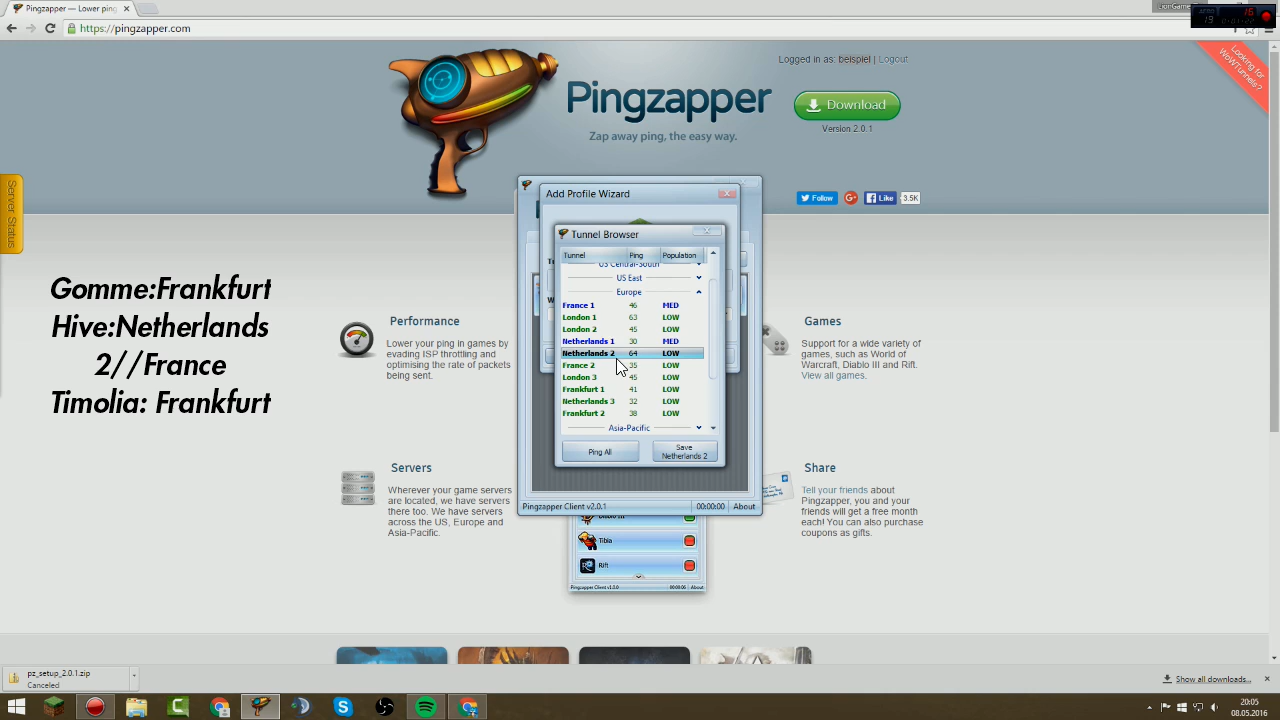 Pingzapper — Lower ping
https://pingzapper.com
Looking for
WoWTunnels?
Logged in as: beispiel | Logout
Pingzapper
Zap away ping, the easy way.
Download
Version 2.0.1
Follow
Like
3.5K
Server Status
Gomme:Frankfurt
Hive:Netherlands
2//France
Timolia: Frankfurt
Performance
Lower your ping in games by
evading ISP throttling and
optimising the rate of packets
being sent.
Games
Support for a wide variety of
games, such as World of
Warcraft, Diablo III and Rift.
View all games.
Servers
Wherever your game servers
are located, we have servers
there too. We have servers
across the US, Europe and
Asia-Pacific.
Share
Tell your friends about
Pingzapper, you and your
friends will get a free month
each! You can also purchase
coupons as gifts.
Add Profile Wizard
Tunnel Browser
Tunnel Ping Population
US Central-South
US East
Europe
France 1 46 MED
London 1 63 LOW
London 2 45 LOW
Netherlands 1 30 MED
Netherlands 2 64 LOW
France 2 35 LOW
London 3 45 LOW
Frankfurt 1 41 LOW
Netherlands 3 32 LOW
Frankfurt 2 38 LOW
Asia-Pacific
Ping All
Save
Netherlands 2
Pingzapper Client v2.0.1 00:00:00 About
Diablo III
Tibia
Rift
pz_setup_2.0.1.zip
Canceled
Show all downloads...
20:05
08.05.2016